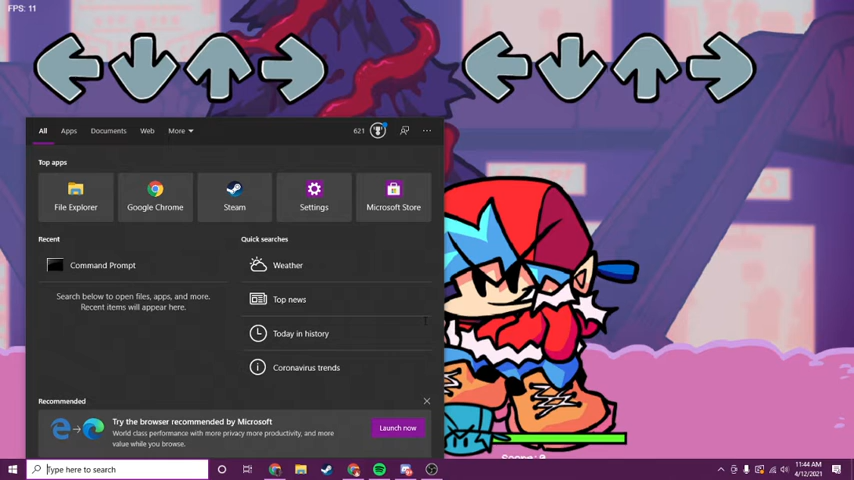 FPS: 11
All Apps Documents Web More 621 ...
Top apps
File Explorer Google Chrome Steam Settings Microsoft Store
Recent Quick searches
Command Prompt Weather
Search below to open files, apps, and more.
Recent items will appear here.
Top news
Today in history
Coronavirus trends
Recommended
Try the browser recommended by Microsoft
World class performance with more privacy more productivity, and more
value while you browse.
Launch now
Type here to search
11:44 AM
4/12/2021